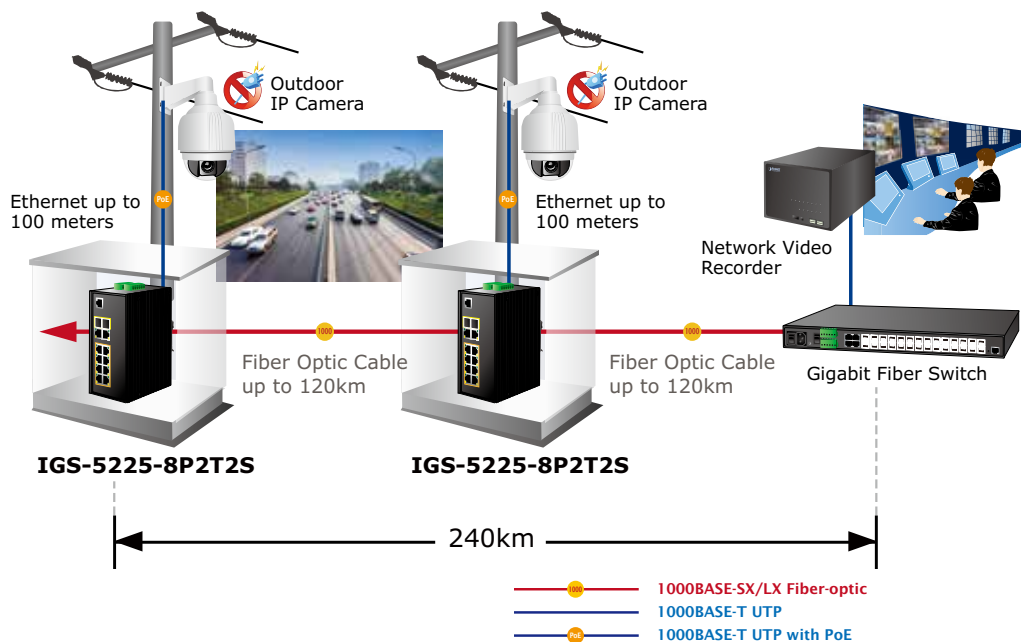 Outdoor
IP Camera
Outdoor
IP Camera
Ethernet up to
100 meters
PoE
PoE
Ethernet up to
100 meters
Network Video
Recorder
1000
1000
Fiber Optic Cable
up to 120km
Fiber Optic Cable
up to 120km
Gigabit Fiber Switch
IGS-5225-8P2T2S
IGS-5225-8P2T2S
240km
1000
1000BASE-SX/LX Fiber-optic
1000BASE-T UTP
PoE
1000BASE-T UTP with PoE